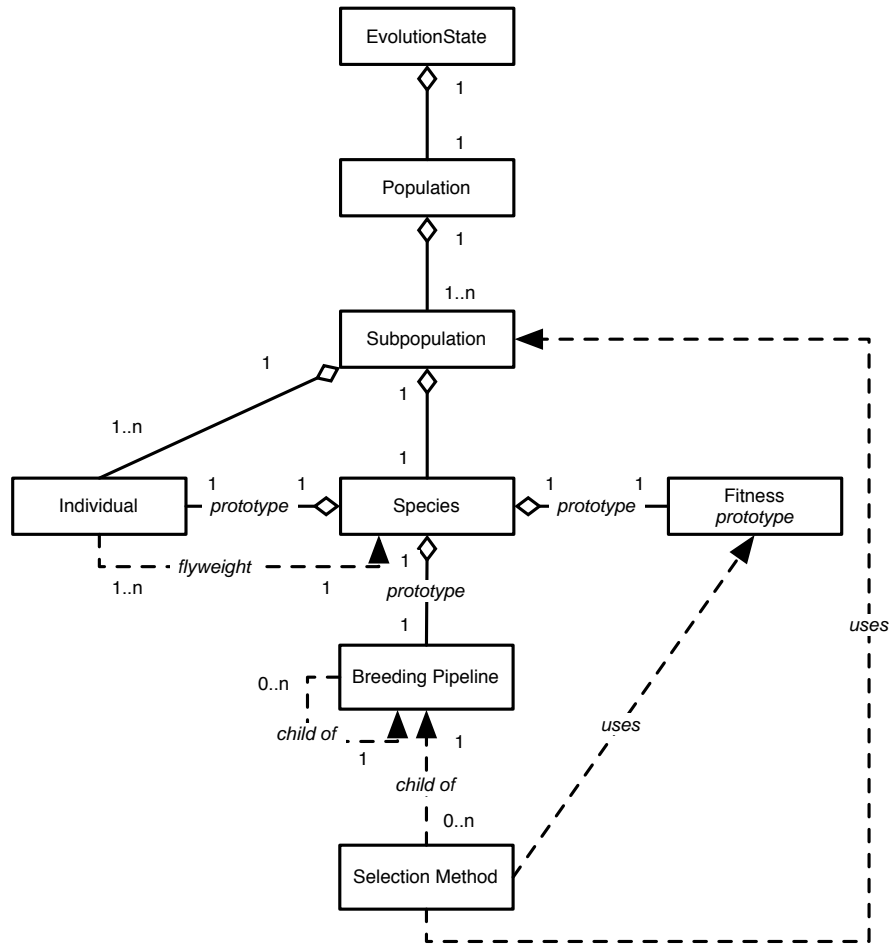 EvolutionState
1
1
Population
1
1..n
Subpopulation
1
1
1..n
1
Individual
1
prototype
1
Species
1
prototype
1
Fitness
prototype
flyweight
1..n
1
1
prototype
1
uses
Breeding Pipeline
0..n
child of
1
1
uses
child of
0..n
Selection Method